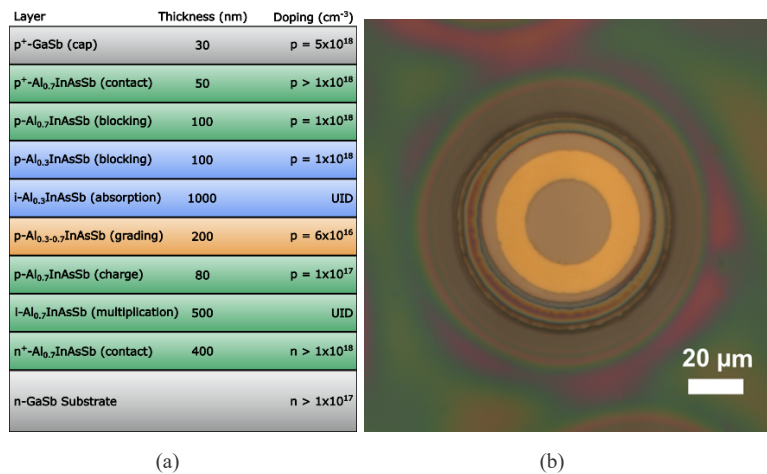 Layer Thickness (nm) Doping (cm⁻³)
p⁺-GaSb (cap) 30 p = 5x10¹⁸
p⁺-Al₀.₇InAsSb (contact) 50 p > 1x10¹⁸
p-Al₀.₇InAsSb (blocking) 100 p = 1x10¹⁸
p-Al₀.₃InAsSb (blocking) 100 p = 1x10¹⁸
i-Al₀.₃InAsSb (absorption) 1000 UID
p-Al₀.₃₋₀.₇InAsSb (grading) 200 p = 6x10¹⁶
p-Al₀.₇InAsSb (charge) 80 p = 1x10¹⁷
I-Al₀.₇InAsSb (multiplication) 500 UID
n⁺-Al₀.₇InAsSb (contact) 400 n > 1x10¹⁸
n-GaSb Substrate n > 1x10¹⁷
20 µm
(a) (b)